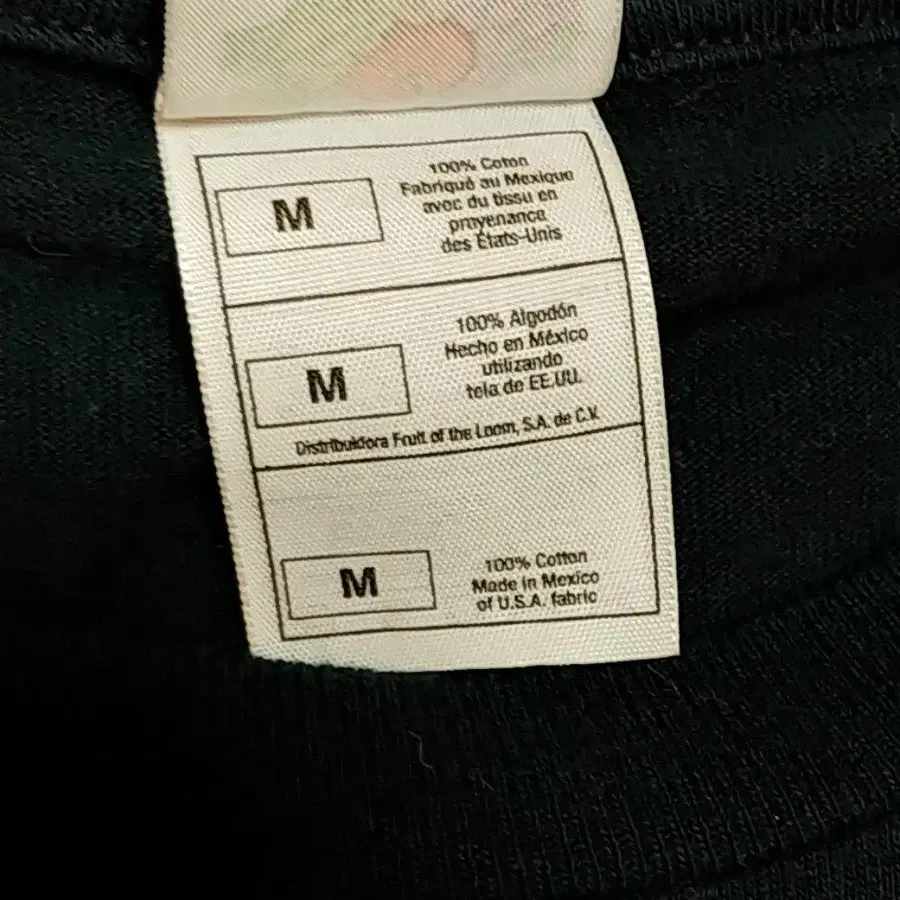 M
100% Coton
Fabriqué au Mexique
avec du tissu en
provenance
des États-Unis
M
100% Algodón
Hecho en México
utilizando
tela de EE.UU.
Distribuidora Fruit of the Loom, S.A. de C.V.
M
100% Cotton
Made in Mexico
of U.S.A. fabric